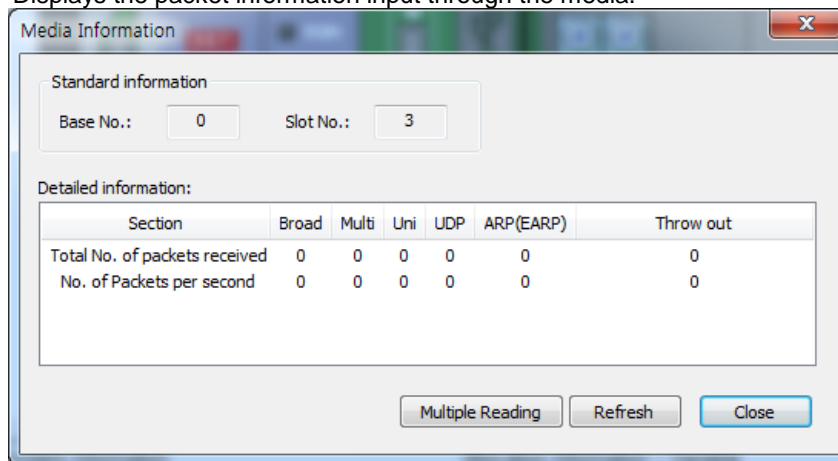 Displays the packet information input through the media.
Media Information
Standard information
Base No.: 0 Slot No.: 3
Detailed information:
Section Broad Multi Uni UDP ARP(EARP) Throw out
Total No. of packets received 0 0 0 0 0 0
No. of Packets per second 0 0 0 0 0 0
Multiple Reading Refresh Close